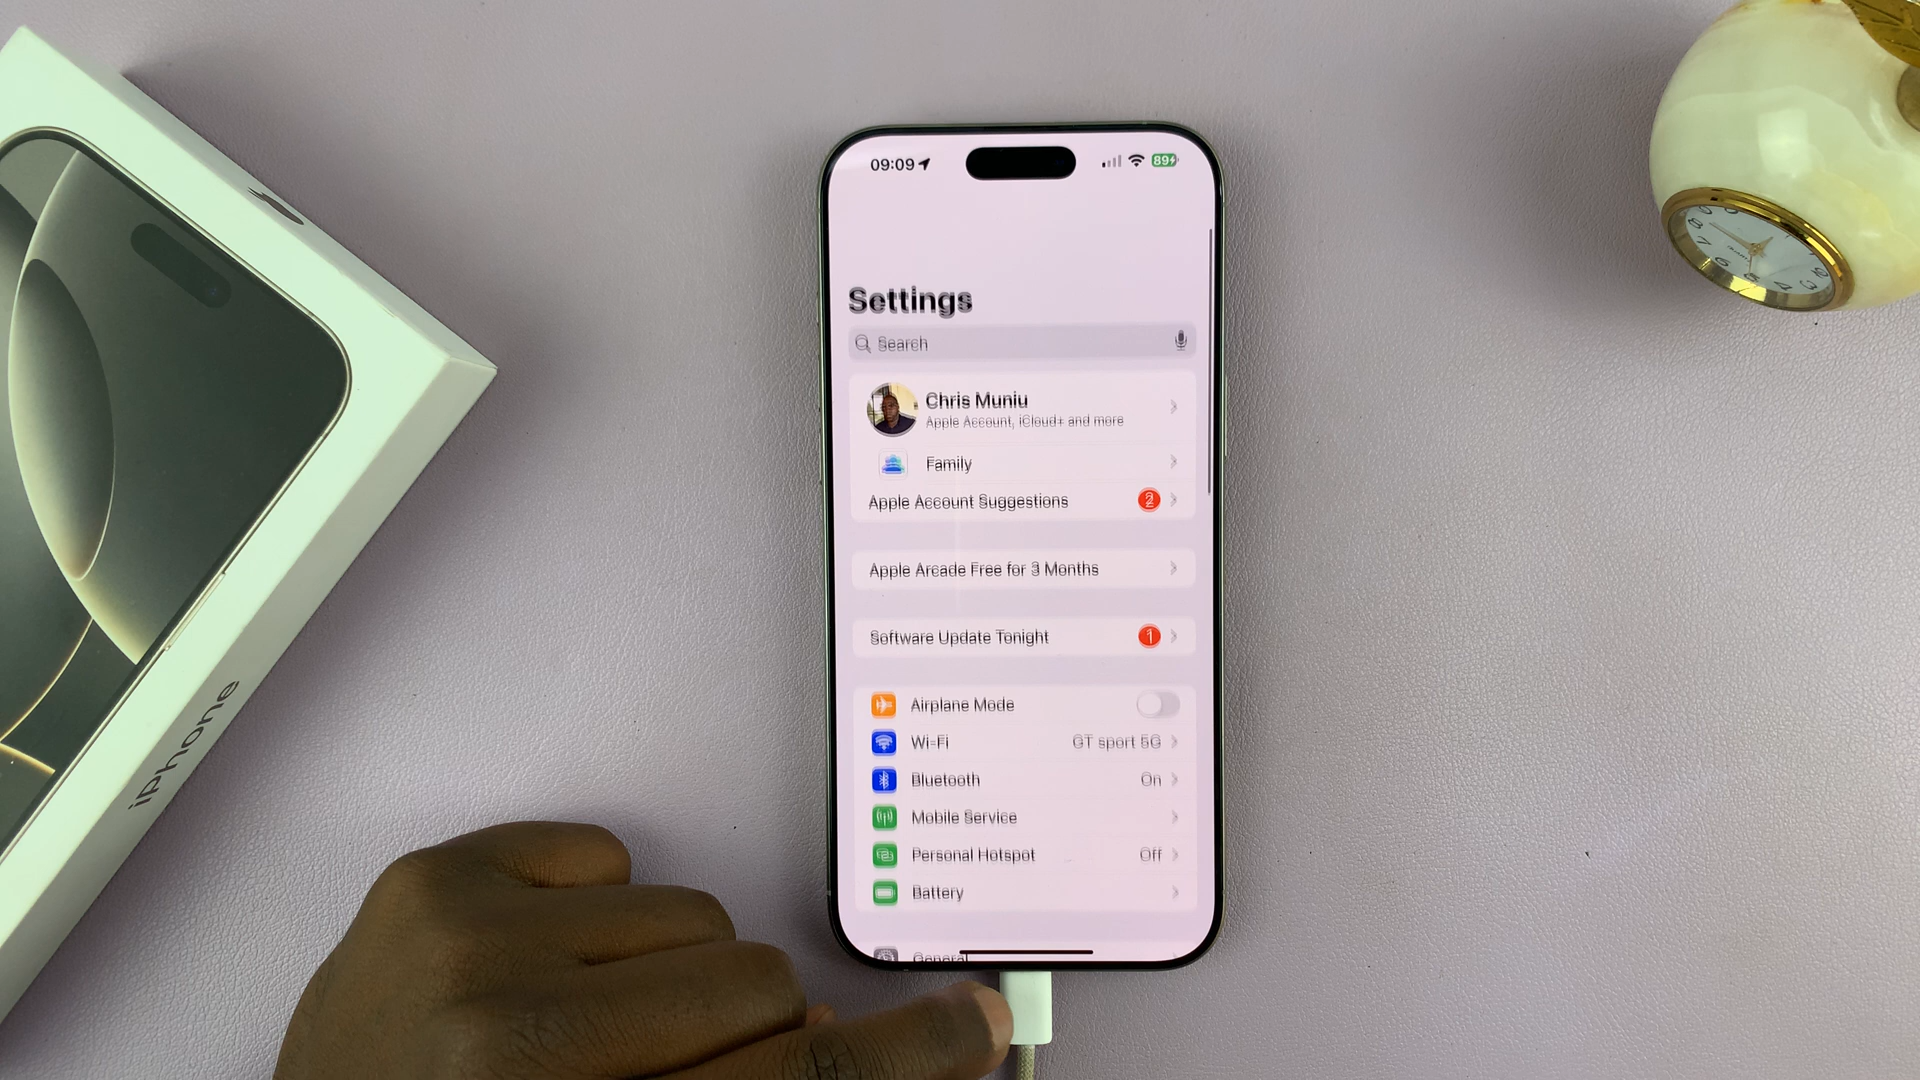 09:09
89
Settings
Search
Chris Muniu
Apple Account, iCloud+ and more
Family
Apple Account Suggestions 2
Apple Arcade Free for 3 Months
Software Update Tonight 1
Airplane Mode
Wi-Fi GT sport 5G
Bluetooth On
Mobile Service
Personal Hotspot Off
Battery
General
iPhone